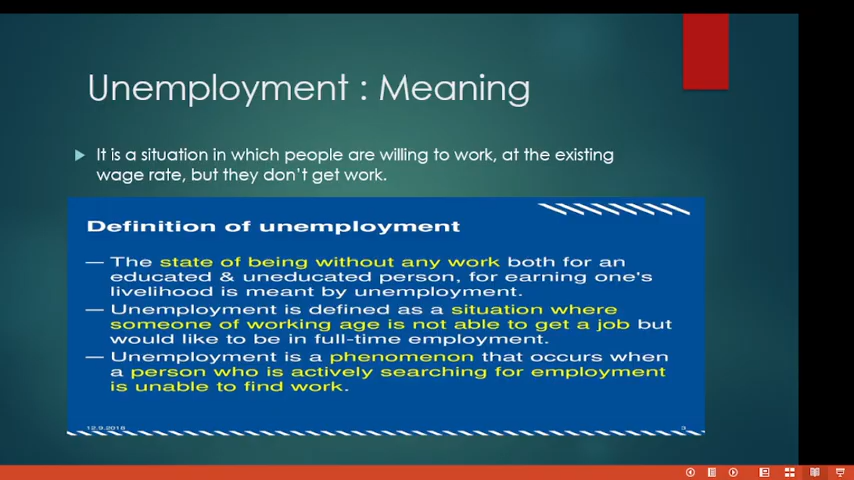 Unemployment : Meaning
It is a situation in which people are willing to work, at the existing
wage rate, but they don't get work.
Definition of unemployment
— The state of being without any work both for an
educated & uneducated person, for earning one's
livelihood is meant by unemployment.
— Unemployment is defined as a situation where
someone of working age is not able to get a job but
would like to be in full-time employment.
— Unemployment is a phenomenon that occurs when
a person who is actively searching for employment
is unable to find work.
12.9.2016 3